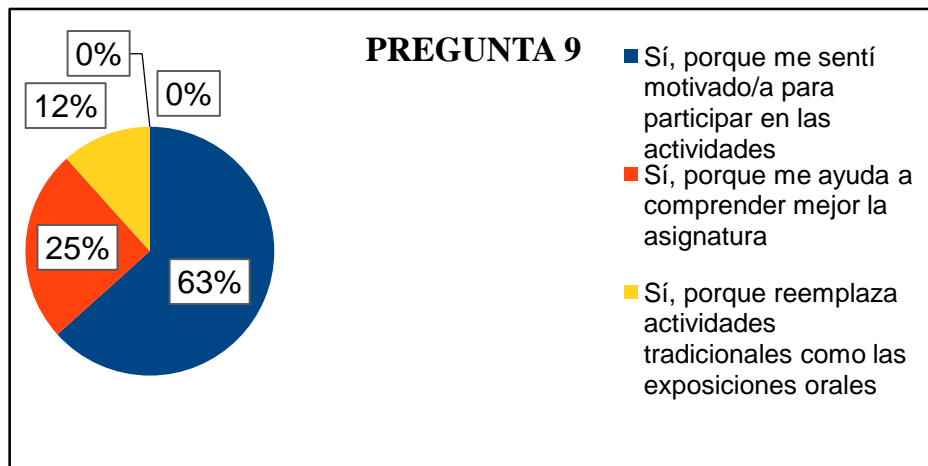 PREGUNTA 9
0%
0%
12%
25%
63%
Sí, porque me sentí
motivado/a para
participar en las
actividades
Sí, porque me ayuda a
comprender mejor la
asignatura
Sí, porque reemplaza
actividades
tradicionales como las
exposiciones orales